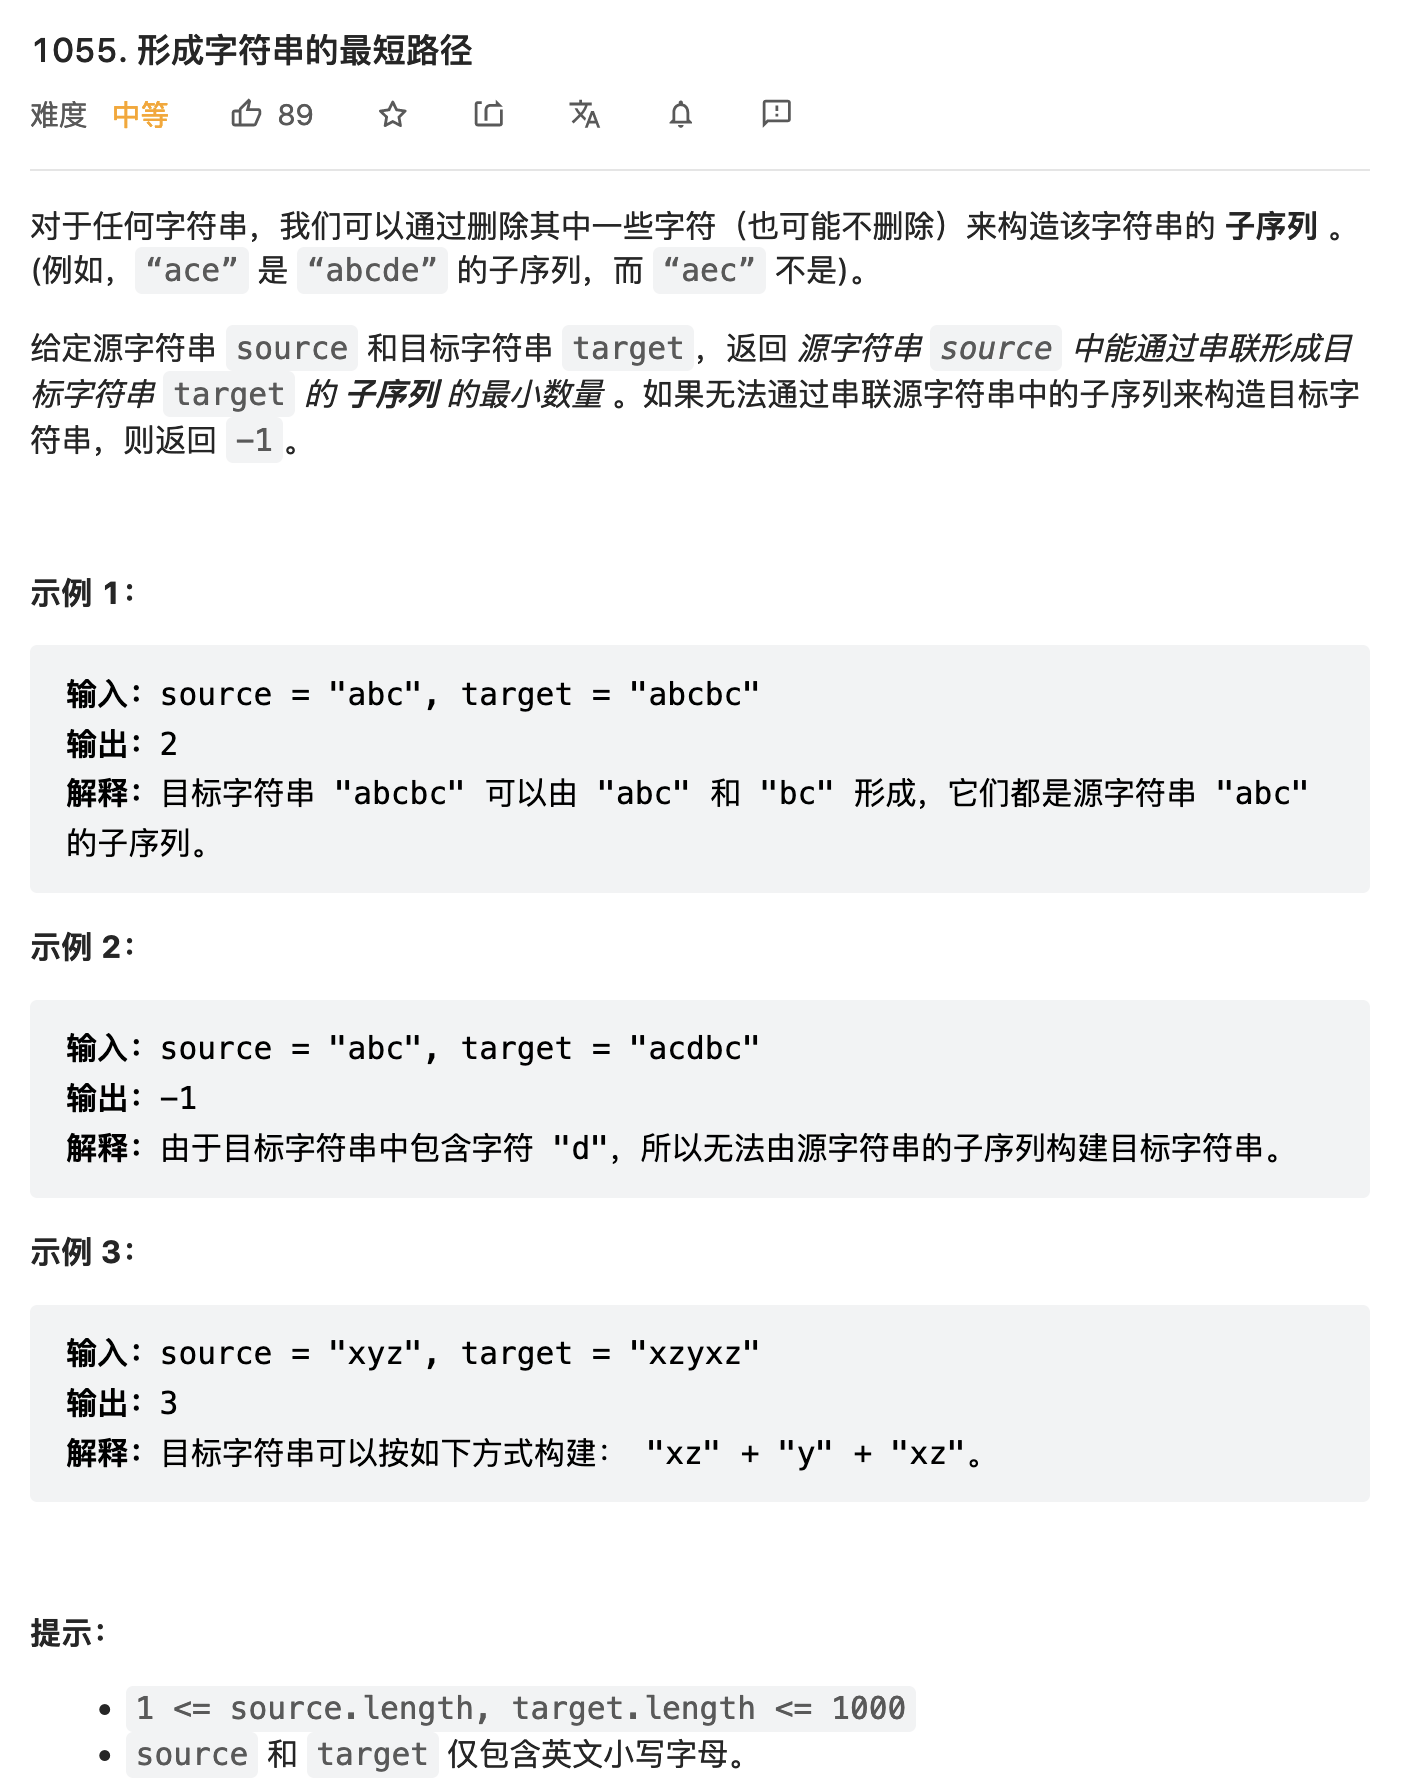 1055. 形成字符串的最短路径
难度 中等 89
对于任何字符串，我们可以通过删除其中一些字符（也可能不删除）来构造该字符串的 子序列 。
(例如，“ace” 是 “abcde” 的子序列，而 “aec” 不是)。
给定源字符串 source 和目标字符串 target，返回 源字符串 source 中能通过串联形成目
标字符串 target 的 子序列 的最小数量 。如果无法通过串联源字符串中的子序列来构造目标字
符串，则返回 -1。
示例 1：
输入：source = "abc", target = "abcbc"
输出：2
解释：目标字符串 "abcbc" 可以由 "abc" 和 "bc" 形成，它们都是源字符串 "abc"
的子序列。
示例 2：
输入：source = "abc", target = "acdbc"
输出：-1
解释：由于目标字符串中包含字符 "d"，所以无法由源字符串的子序列构建目标字符串。
示例 3：
输入：source = "xyz", target = "xzyxz"
输出：3
解释：目标字符串可以按如下方式构建： "xz" + "y" + "xz"。
提示：
• 1 <= source.length, target.length <= 1000
• source 和 target 仅包含英文小写字母。